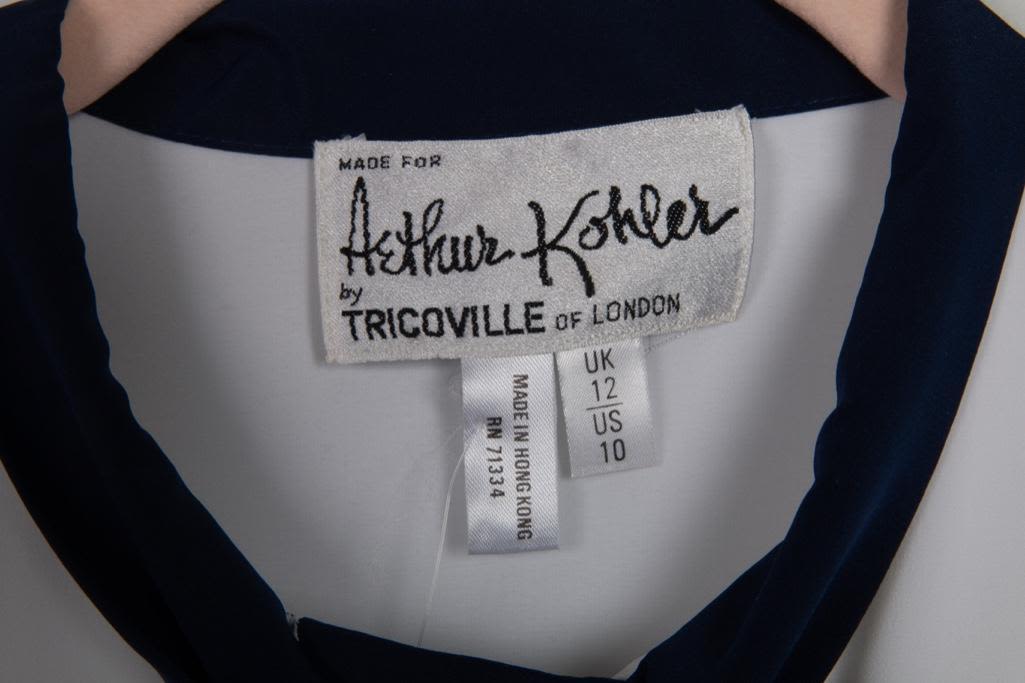 MADE FOR
Arthur Kohler
by
TRICOVILLE OF LONDON
MADE IN HONG KONG
RN 71334
UK
12
US
10